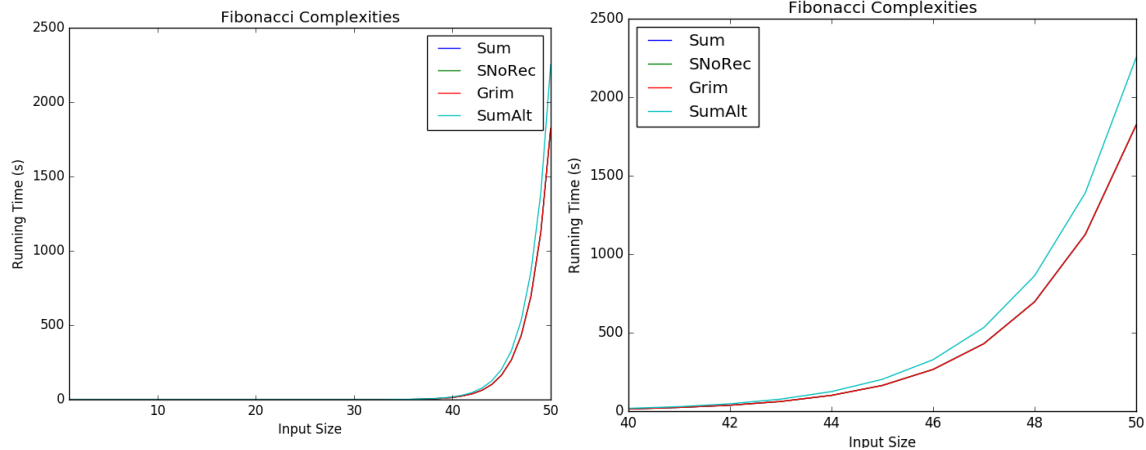 Fibonacci Complexities
2500
2000
1500
1000
500
0
Running Time (s)
10
20
30
40
50
Input Size
Sum
SNoRec
Grim
SumAlt
Fibonacci Complexities
2500
2000
1500
1000
500
0
Running Time (s)
40
42
44
46
48
50
Input Size
Sum
SNoRec
Grim
SumAlt